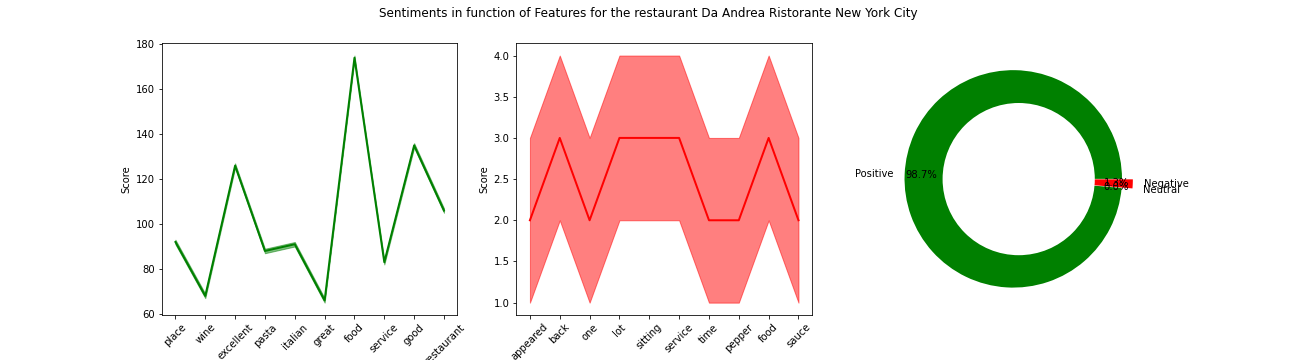 Sentiments in function of Features for the restaurant Da Andrea Ristorante New York City
180
160
140
120
100
80
60
Score
place
wine
excellent
pasta
italian
great
food
service
good
estaurant
4.0
3.5
3.0
2.5
2.0
1.5
1.0
Score
appeared
back
one
lot
sitting
service
time
pepper
food
sauce
Positive
98.7%
Negative
Neutral